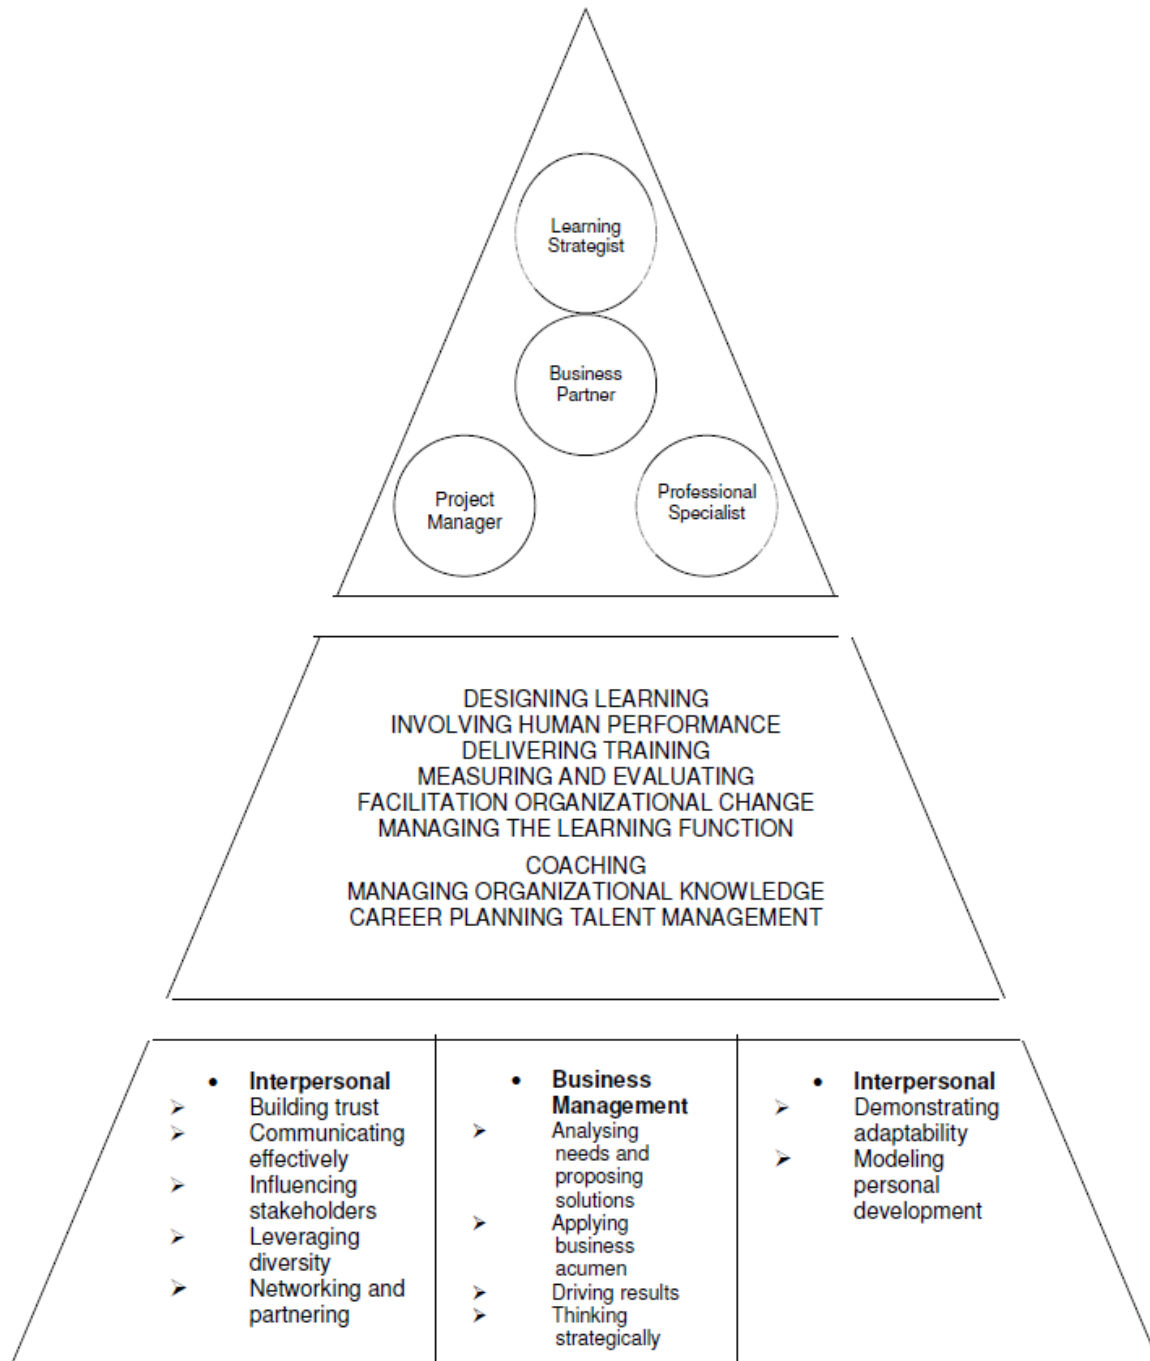 Learning
Strategist
Business
Partner
Project
Manager
Professional
Specialist
DESIGNING LEARNING
INVOLVING HUMAN PERFORMANCE
DELIVERING TRAINING
MEASURING AND EVALUATING
FACILITATION ORGANIZATIONAL CHANGE
MANAGING THE LEARNING FUNCTION
COACHING
MANAGING ORGANIZATIONAL KNOWLEDGE
CAREER PLANNING TALENT MANAGEMENT
• Interpersonal
➢ Building trust
➢ Communicating
effectively
➢ Influencing
stakeholders
➢ Leveraging
diversity
➢ Networking and
partnering
• Business
Management
➢ Analysing
needs and
proposing
solutions
➢ Applying
business
acumen
➢ Driving results
➢ Thinking
strategically
• Interpersonal
➢ Demonstrating
adaptability
➢ Modeling
personal
development